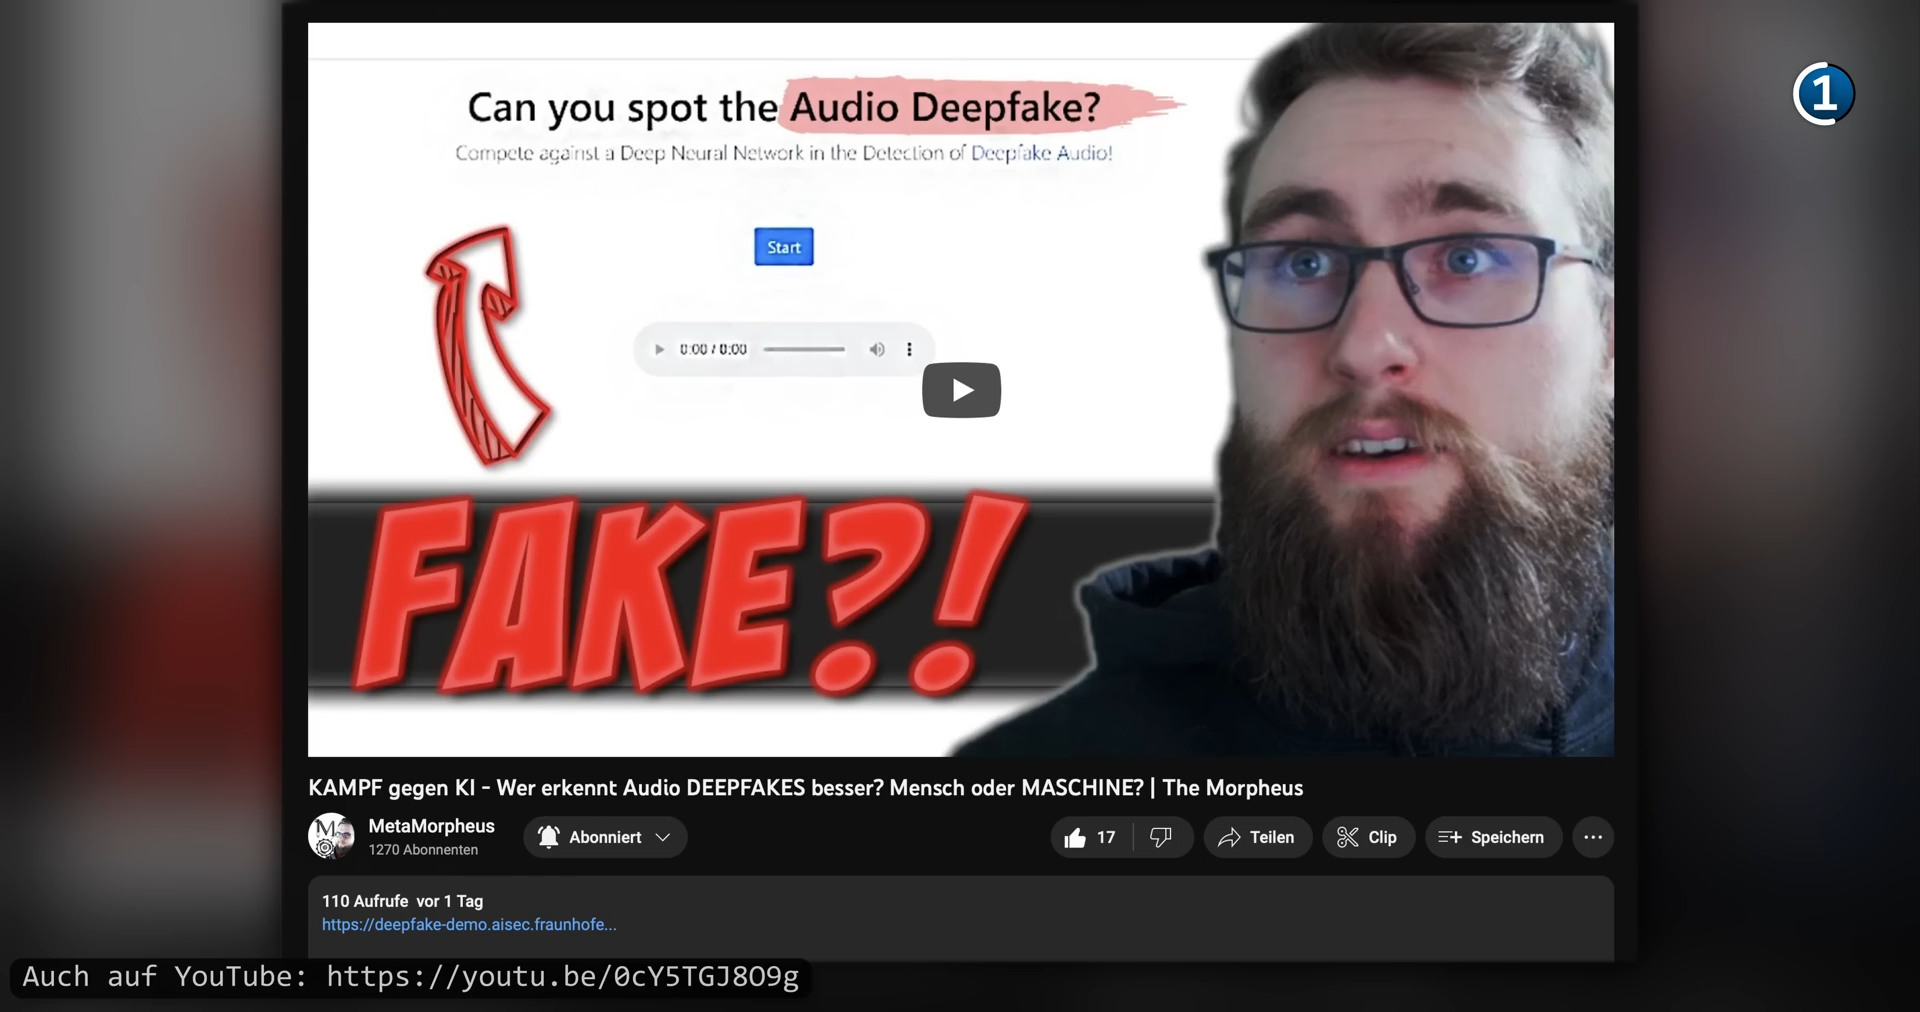 1
Can you spot the Audio Deepfake?
Compete against a Deep Neural Network in the Detection of Deepfake Audio!
Start
0:00 / 0:00
FAKE?!
KAMPF gegen KI - Wer erkennt Audio DEEPFAKES besser? Mensch oder MASCHINE? | The Morpheus
M
MetaMorpheus
1270 Abonnenten
Abonniert
17
Teilen
Clip
Speichern
110 Aufrufe vor 1 Tag
https://deepfake-demo.aisec.fraunhofe...
Auch auf YouTube: https://youtu.be/0cY5TGJ8O9g